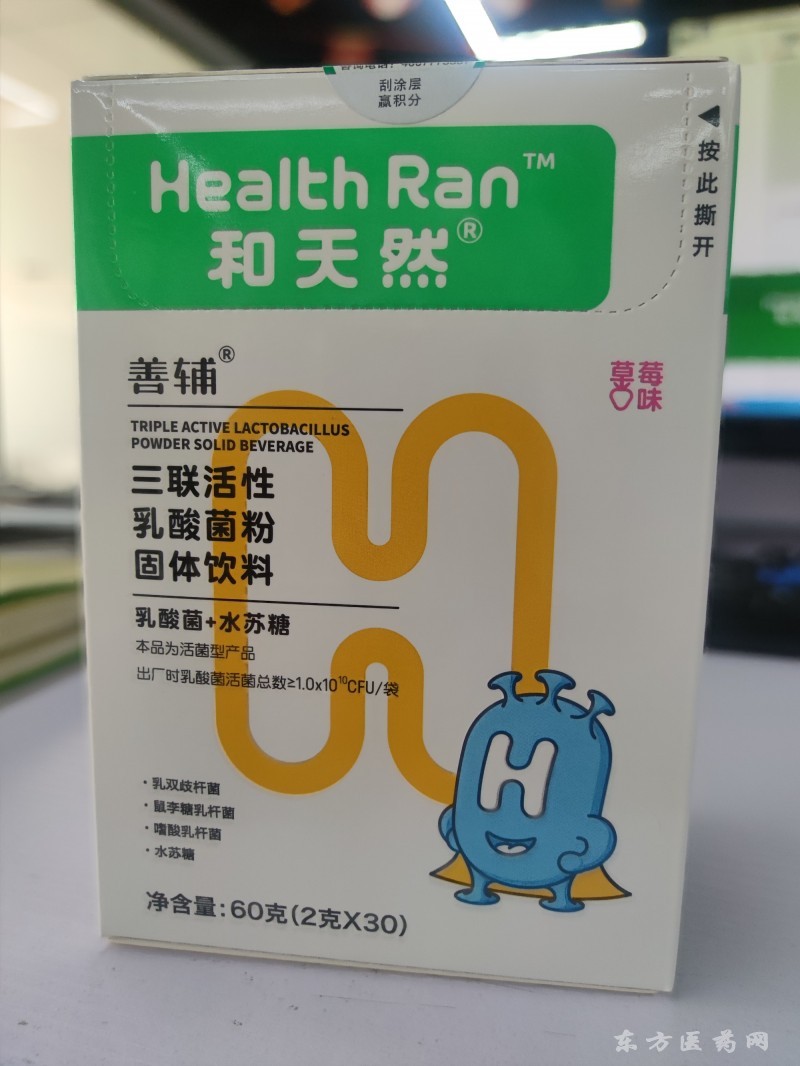 刮涂层
赢积分
Health Ran™
和天然®
按此撕开
善辅®
草莓味
TRIPLE ACTIVE LACTOBACILLUS
POWDER SOLID BEVERAGE
三联活性
乳酸菌粉
固体饮料
乳酸菌+水苏糖
本品为活菌型产品
出厂时乳酸菌活菌总数≥1.0x10¹⁰CFU/袋
·乳双歧杆菌
·鼠李糖乳杆菌
·嗜酸乳杆菌
·水苏糖
H
净含量:60克(2克X30)
东方医药网